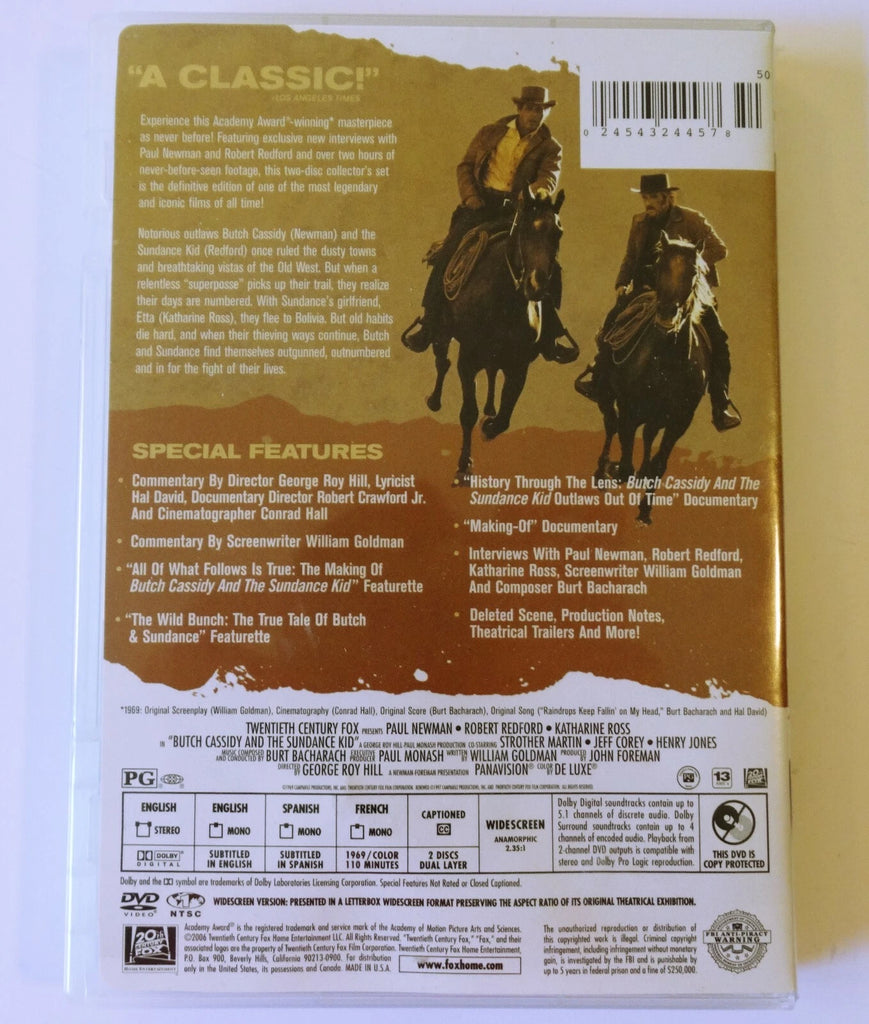 "A CLASSIC!"
-LOS ANGELES TIMES
50
0 24543 24457 8
Experience this Academy Award®-winning* masterpiece
as never before! Featuring exclusive new interviews with
Paul Newman and Robert Redford and over two hours of
never-before-seen footage, this two-disc collector's set
is the definitive edition of one of the most legendary
and iconic films of all time!
Notorious outlaws Butch Cassidy (Newman) and the
Sundance Kid (Redford) once ruled the dusty towns
and breathtaking vistas of the Old West. But when a
relentless "superposse" picks up their trail, they realize
their days are numbered. With Sundance's girlfriend,
Etta (Katharine Ross), they flee to Bolivia. But old habits
die hard, and when their thieving ways continue, Butch
and Sundance find themselves outgunned, outnumbered
and in for the fight of their lives.
SPECIAL FEATURES
• Commentary By Director George Roy Hill, Lyricist
Hal David, Documentary Director Robert Crawford Jr.
And Cinematographer Conrad Hall
• Commentary By Screenwriter William Goldman
• "All Of What Follows Is True: The Making Of
Butch Cassidy And The Sundance Kid" Featurette
• "The Wild Bunch: The True Tale Of Butch
& Sundance" Featurette
• "History Through The Lens: Butch Cassidy And The
Sundance Kid Outlaws Out Of Time" Documentary
• "Making-Of" Documentary
• Interviews With Paul Newman, Robert Redford,
Katharine Ross, Screenwriter William Goldman
And Composer Burt Bacharach
• Deleted Scene, Production Notes,
Theatrical Trailers And More!
*1969: Original Screenplay (William Goldman), Cinematography (Conrad Hall), Original Score (Burt Bacharach), Original Song ("Raindrops Keep Fallin' on My Head," Burt Bacharach and Hal David)
TWENTIETH CENTURY FOX PRESENTS PAUL NEWMAN • ROBERT REDFORD • KATHARINE ROSS
IN "BUTCH CASSIDY AND THE SUNDANCE KID" A GEORGE ROY HILL-PAUL MONASH PRODUCTION CO-STARRING STROTHER MARTIN • JEFF COREY • HENRY JONES
MUSIC COMPOSED AND CONDUCTED BY BURT BACHARACH EXECUTIVE PRODUCER PAUL MONASH WRITTEN BY WILLIAM GOLDMAN PRODUCED BY JOHN FOREMAN
DIRECTED BY GEORGE ROY HILL A NEWMAN-FOREMAN PRESENTATION PANAVISION® COLOR BY DE LUXE®
PG
13
ENGLISH
STEREO
DOLBY
DIGITAL
ENGLISH
MONO
SUBTITLED
IN ENGLISH
SPANISH
MONO
SUBTITLED
IN SPANISH
FRENCH
MONO
1969/COLOR
110 MINUTES
CAPTIONED
CC
2 DISCS
DUAL LAYER
WIDESCREEN
ANAMORPHIC
2.35:1
Dolby Digital soundtracks contain up to
5.1 channels of discrete audio. Dolby
Surround soundtracks contain up to 4
channels of encoded audio. Playback from
2-channel DVD outputs is compatible with
stereo and Dolby Pro Logic reproduction.
THIS DVD IS
COPY PROTECTED
Dolby and the DD symbol are trademarks of Dolby Laboratories Licensing Corporation. Special Features Not Rated or Closed Captioned.
DVD
VIDEO
NTSC
WIDESCREEN VERSION: PRESENTED IN A LETTERBOX WIDESCREEN FORMAT PRESERVING THE ASPECT RATIO OF ITS ORIGINAL THEATRICAL EXHIBITION.
20th
CENTURY
FOX
HOME ENTERTAINMENT
Academy Award® is the registered trademark and service mark of the Academy of Motion Picture Arts and Sciences.
©2006 Twentieth Century Fox Home Entertainment LLC. All Rights Reserved. "Twentieth Century Fox," "Fox," and their
associated logos are the property of Twentieth Century Fox Film Corporation. Twentieth Century Fox Home Entertainment,
P.O. Box 900, Beverly Hills, California 90213-0900. For distribution
only in the United States, its possessions and Canada. MADE IN U.S.A.
www.foxhome.com
The unauthorized reproduction or distribution of
this copyrighted work is illegal. Criminal copyright
infringement, including infringement without monetary
gain, is investigated by the FBI and is punishable by
up to 5 years in federal prison and a fine of $250,000.
FBI ANTI-PIRACY
WARNING